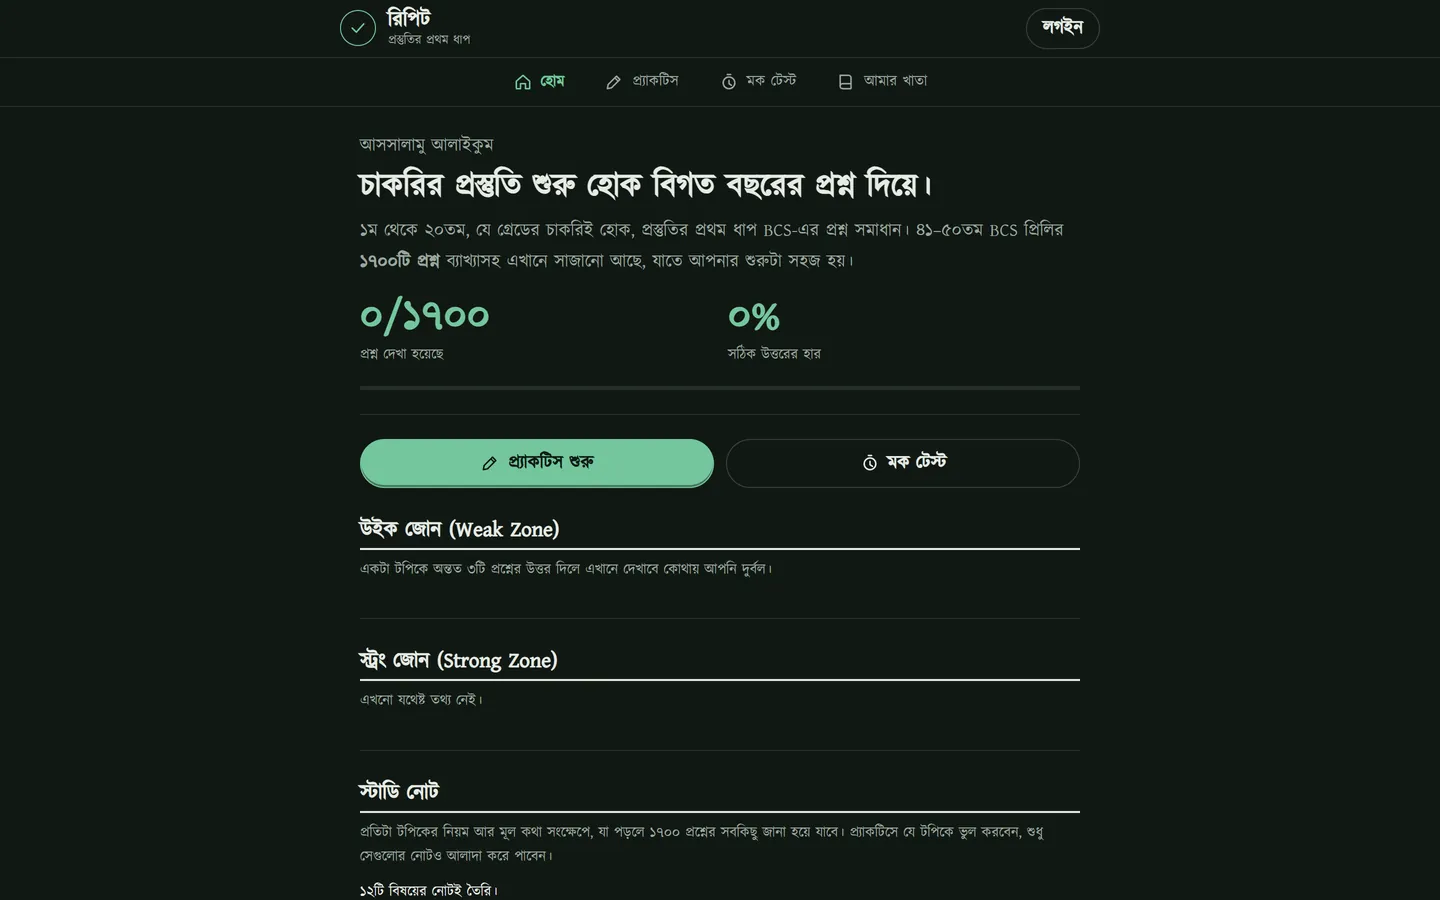 রিপিট
প্রস্তুতির প্রথম ধাপ
লগইন
হোম
প্র্যাকটিস
মক টেস্ট
আমার খাতা
আসসালামু আলাইকুম
চাকরির প্রস্তুতি শুরু হোক বিগত বছরের প্রশ্ন দিয়ে।
১ম থেকে ২০তম, যে গ্রেডের চাকরিই হোক, প্রস্তুতির প্রথম ধাপ BCS-এর প্রশ্ন সমাধান। ৪১–৫০তম BCS প্রিলির
১৭০০টি প্রশ্ন ব্যাখ্যাসহ এখানে সাজানো আছে, যাতে আপনার শুরুটা সহজ হয়।
০/১৭০০
০%
প্রশ্ন দেখা হয়েছে
সঠিক উত্তরের হার
প্র্যাকটিস শুরু
মক টেস্ট
উইক জোন (Weak Zone)
একটা টপিকে অন্তত ৩টি প্রশ্নের উত্তর দিলে এখানে দেখাবে কোথায় আপনি দুর্বল।
স্ট্রং জোন (Strong Zone)
এখনো যথেষ্ট তথ্য নেই।
স্টাডি নোট
প্রতিটা টপিকের নিয়ম আর মূল কথা সংক্ষেপে, যা পড়লে ১৭০০ প্রশ্নের সবকিছু জানা হয়ে যাবে। প্র্যাকটিসে যে টপিকে ভুল করবেন, শুধু
সেগুলোর নোটও আলাদা করে পাবেন।
১২টি বিষয়ের নোটই তৈরি।